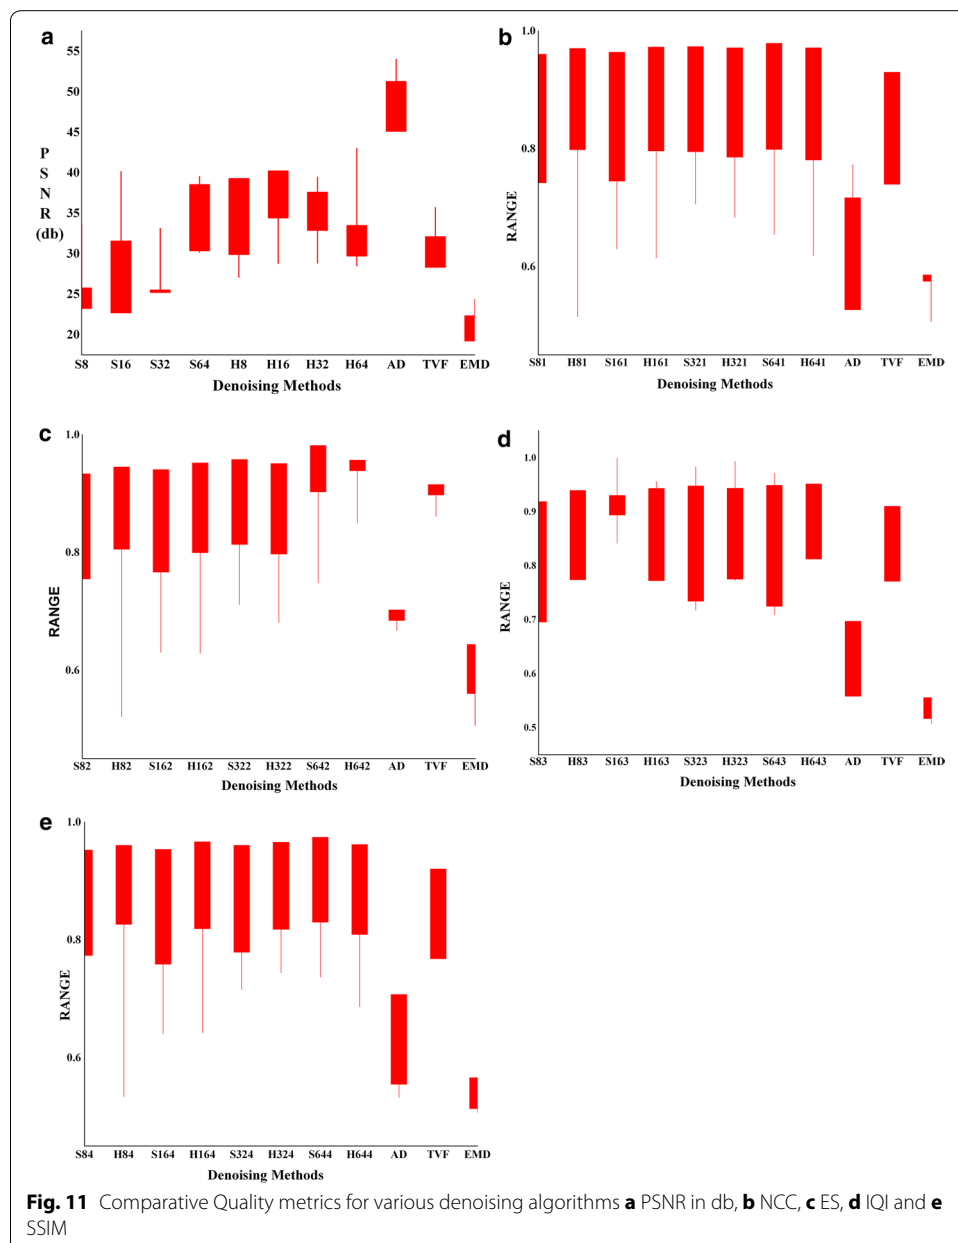 a
55
50
45
40
35
30
25
20
P
S
N
R
(db)
S8 S16 S32 S64 H8 H16 H32 H64 AD TVF EMD
Denoising Methods
b
1.0
0.8
0.6
RANGE
S81 H81 S161 H161 S321 H321 S641 H641 AD TVF EMD
Denoising Methods
c
1.0
0.8
0.6
RANGE
S82 H82 S162 H162 S322 H322 S642 H642 AD TVF EMD
Denoising Methods
d
1.0
0.9
0.8
0.7
0.6
0.5
RANGE
S83 H83 S163 H163 S323 H323 S643 H643 AD TVF EMD
Denoising Methods
e
1.0
0.8
0.6
RANGE
S84 H84 S164 H164 S324 H324 S644 H644 AD TVF EMD
Denoising Methods
Fig. 11 Comparative Quality metrics for various denoising algorithms a PSNR in db, b NCC, c ES, d IQI and e
SSIM